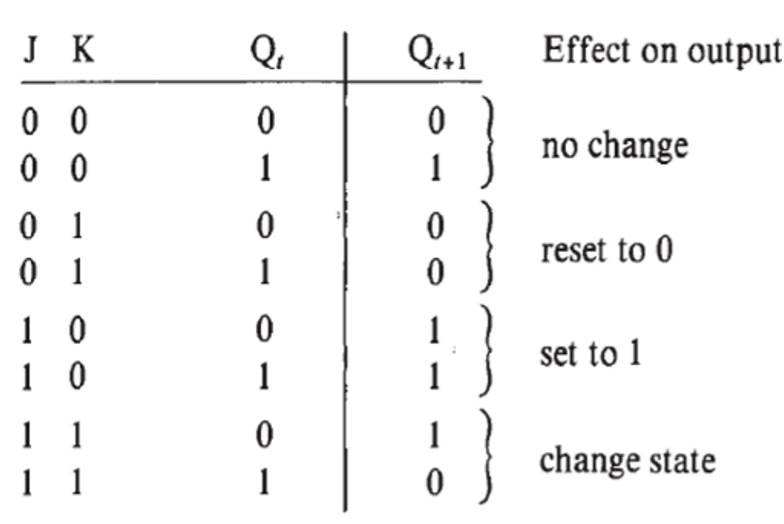 J K Qt Qt+1 Effect on output
0 0 0 0
no change
0 0 1 1
0 1 0 0
reset to 0
0 1 1 0
1 0 0 1
set to 1
1 0 1 1
1 1 0 1
change state
1 1 1 0